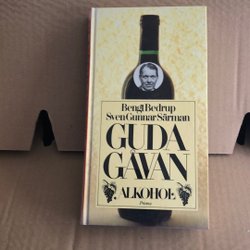 Bengt Bedrup
Sven Gunnar Särman
GUDA
GÅVAN
ALKOHOL
Prisma